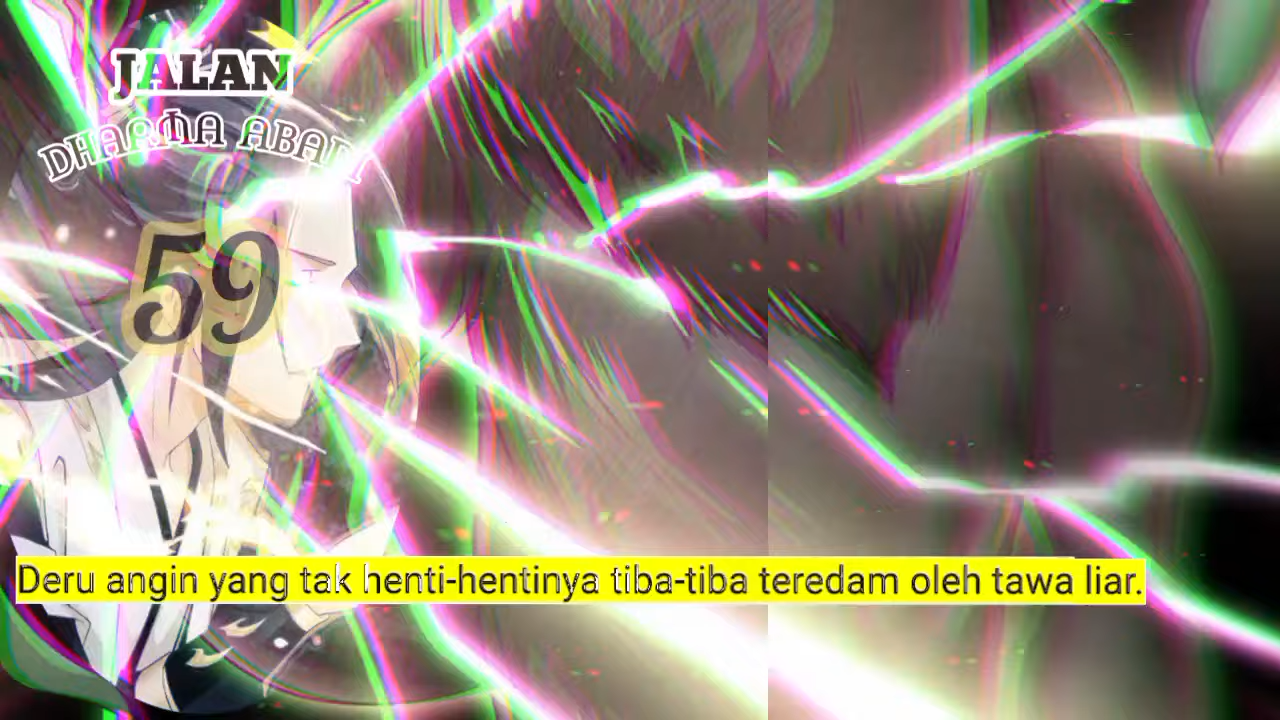 JALAN
DHARMA ABADI
59
Deru angin yang tak henti-hentinya tiba-tiba teredam oleh tawa liar.